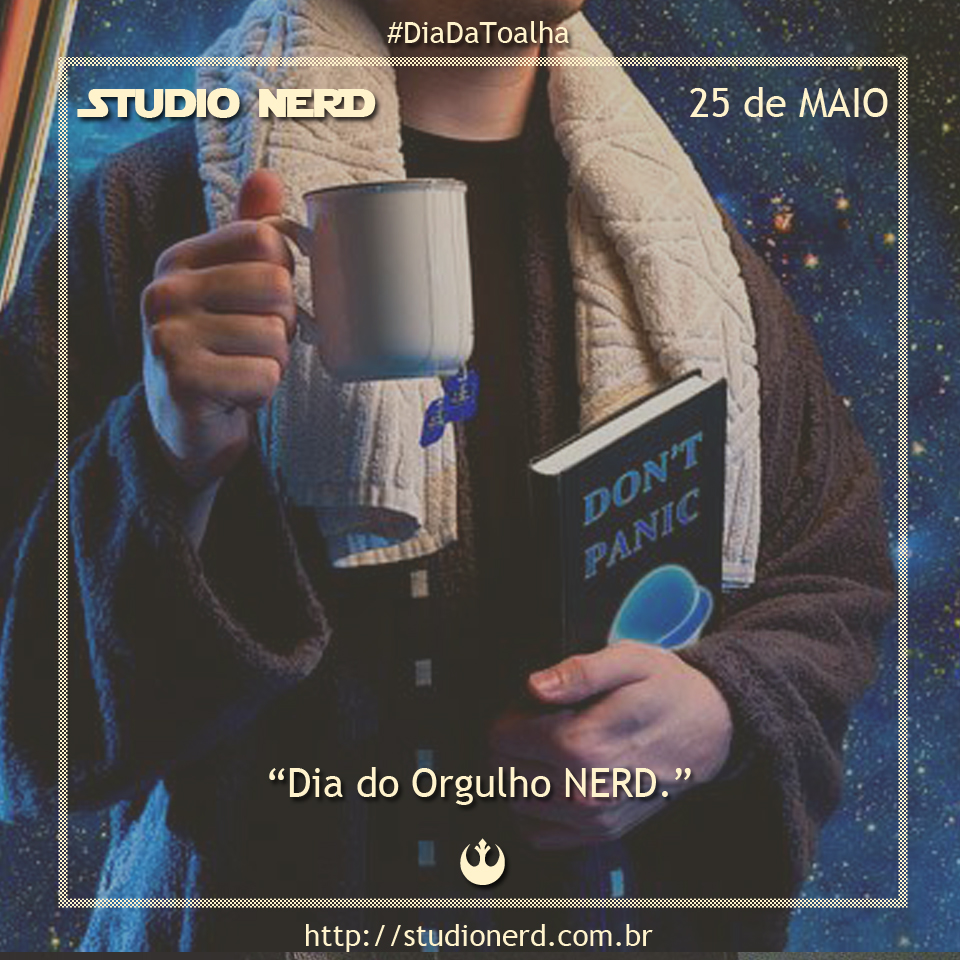 #DiaDaToalha
STUDIO NERD
25 de MAIO
DON'T
PANIC
“Dia do Orgulho NERD.”
http://studionerd.com.br